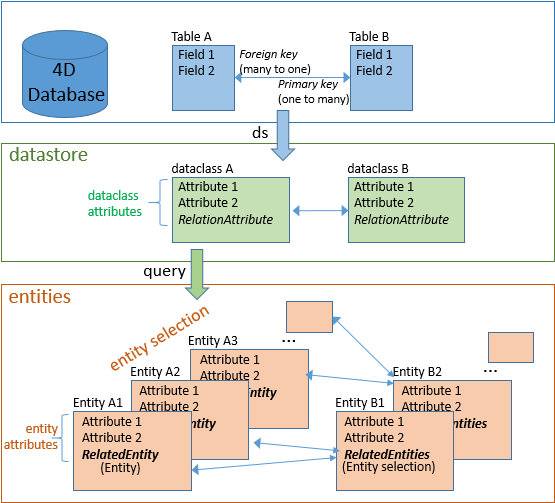 Table A
Table B
4D
Database
Field 1
Field 2
Foreign key
(many to one)
Primary key
(one to many)
Field 1
Field 2
ds
datastore
dataclass A
dataclass B
dataclass
attributes
Attribute 1
Attribute 2
RelationAttribute
Attribute 1
Attribute 2
RelationAttribute
query
entities
entity selection
...
...
Entity A3
Attribute 1
Attribute 2
Entity
Entity A2
Attribute 1
Attribute 2
Entity
Entity A1
entity
attributes
Attribute 1
Attribute 2
RelatedEntity
(Entity)
Entity B2
Attribute 1
Attribute 2
Entities
Entity B1
Attribute 1
Attribute 2
RelatedEntities
(Entity selection)